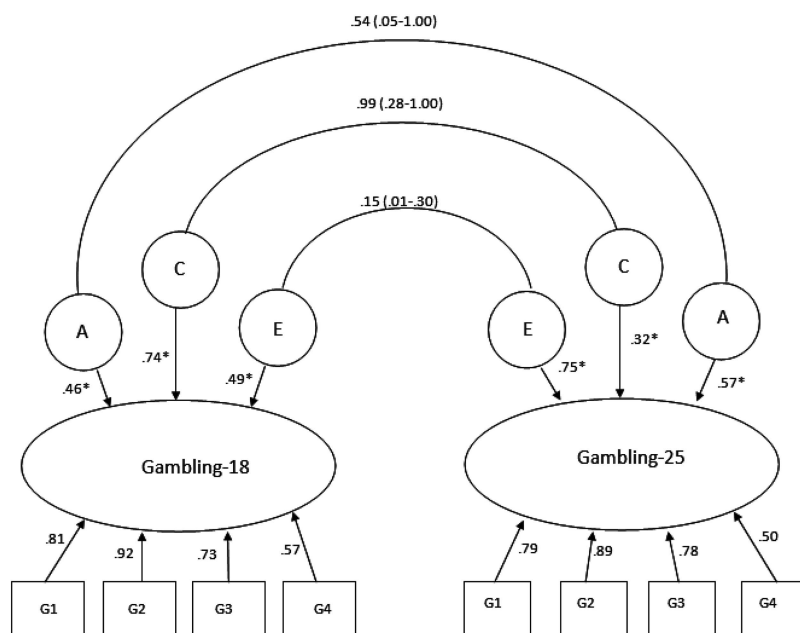 .54 (.05-1.00)
.99 (.28-1.00)
.15 (.01-.30)
C
C
A
E
E
A
.46*
.74*
.49*
.75*
.32*
.57*
Gambling-18
Gambling-25
.81
.92
.73
.57
.79
.89
.78
.50
G1
G2
G3
G4
G1
G2
G3
G4